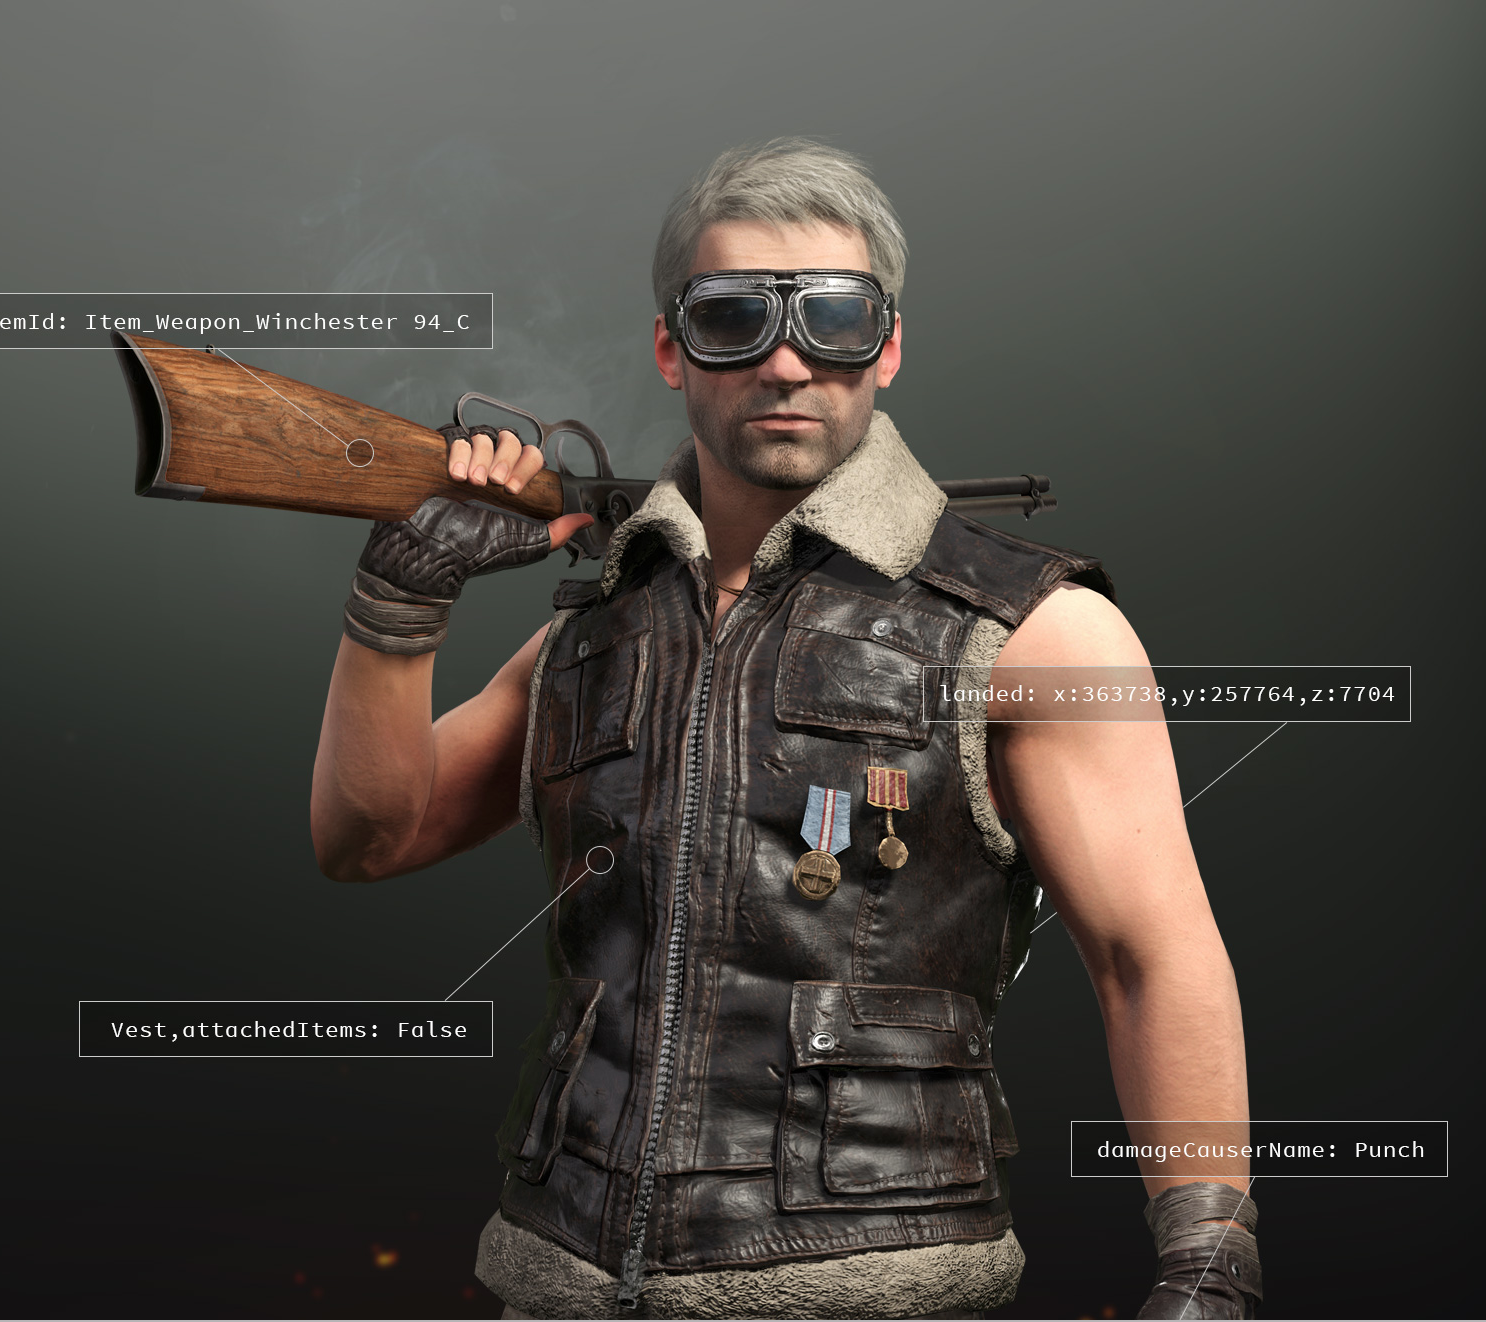 emId: Item_Weapon_Winchester 94_C
landed: x:363738,y:257764,z:7704
Vest,attachedItems: False
damageCauserName: Punch